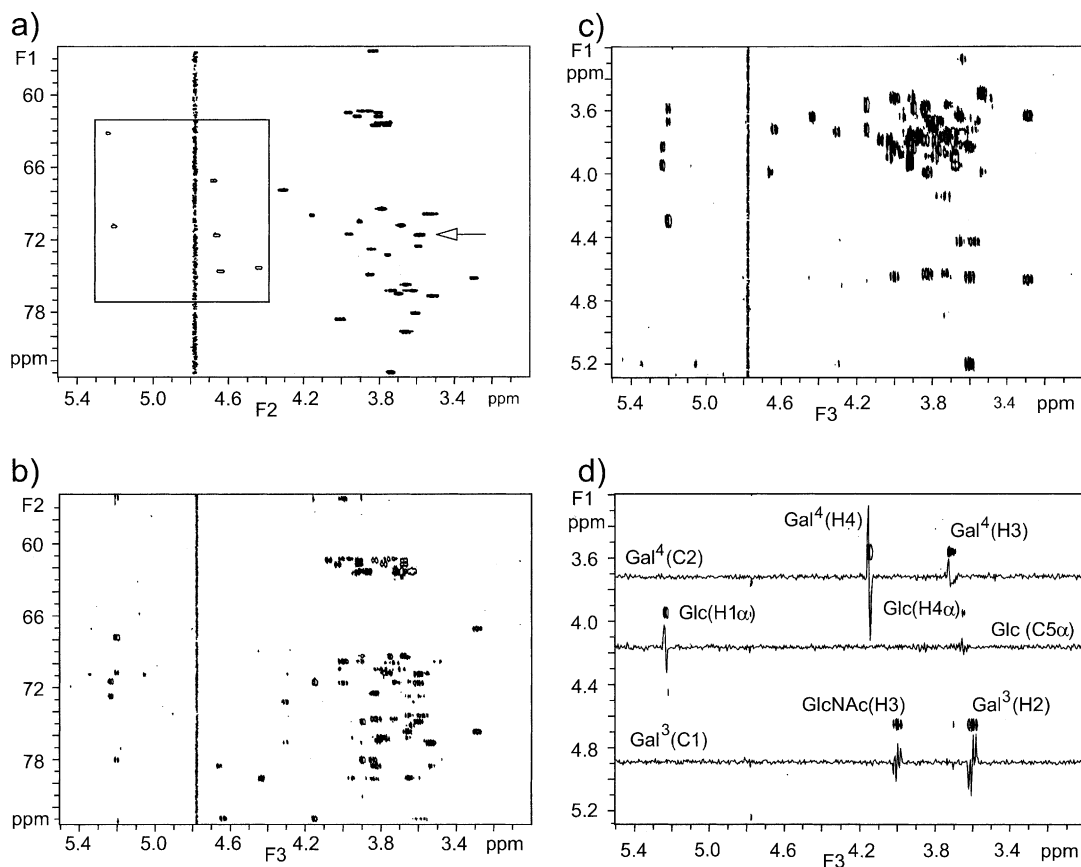 a)
F1
60
66
72
78
ppm
5.4 5.0 4.6 4.2 3.8 3.4 ppm
F2
c)
F1
ppm
3.6
4.0
4.4
4.8
5.2
5.4 5.0 4.6 4.2 3.8 3.4 ppm
F3
b)
F2
60
66
72
78
ppm
5.4 5.0 4.6 4.2 3.8 3.4 ppm
F3
d)
F1
ppm
3.6
4.0
4.4
4.8
5.2
Gal⁴(H4)
Gal⁴(H3)
Gal⁴(C2)
Glc(H1α)
Glc(H4α)
Glc (C5α)
GlcNAc(H3)
Gal³(H2)
Gal³(C1)
5.4 5.0 4.6 4.2 3.8 3.4 ppm
F3